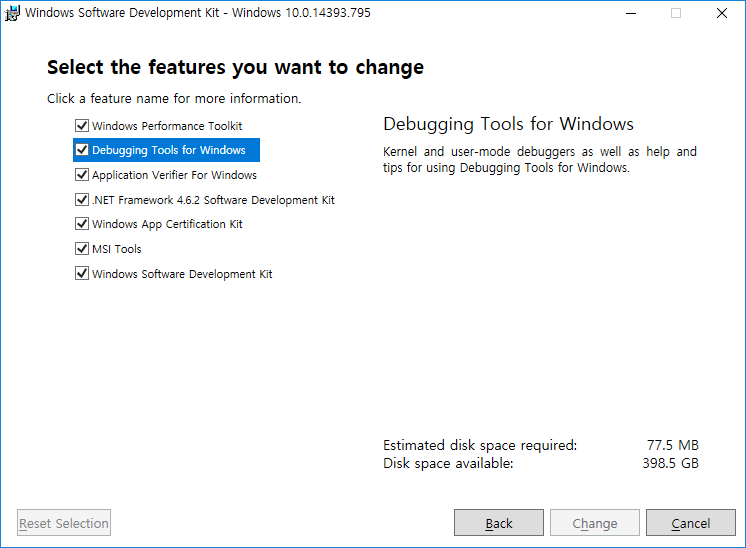 Windows Software Development Kit - Windows 10.0.14393.795
Select the features you want to change
Click a feature name for more information.
Windows Performance Toolkit
Debugging Tools for Windows
Application Verifier For Windows
.NET Framework 4.6.2 Software Development Kit
Windows App Certification Kit
MSI Tools
Windows Software Development Kit
Debugging Tools for Windows
Kernel and user-mode debuggers as well as help and
tips for using Debugging Tools for Windows.
Estimated disk space required: 77.5 MB
Disk space available: 398.5 GB
Reset Selection Back Change Cancel